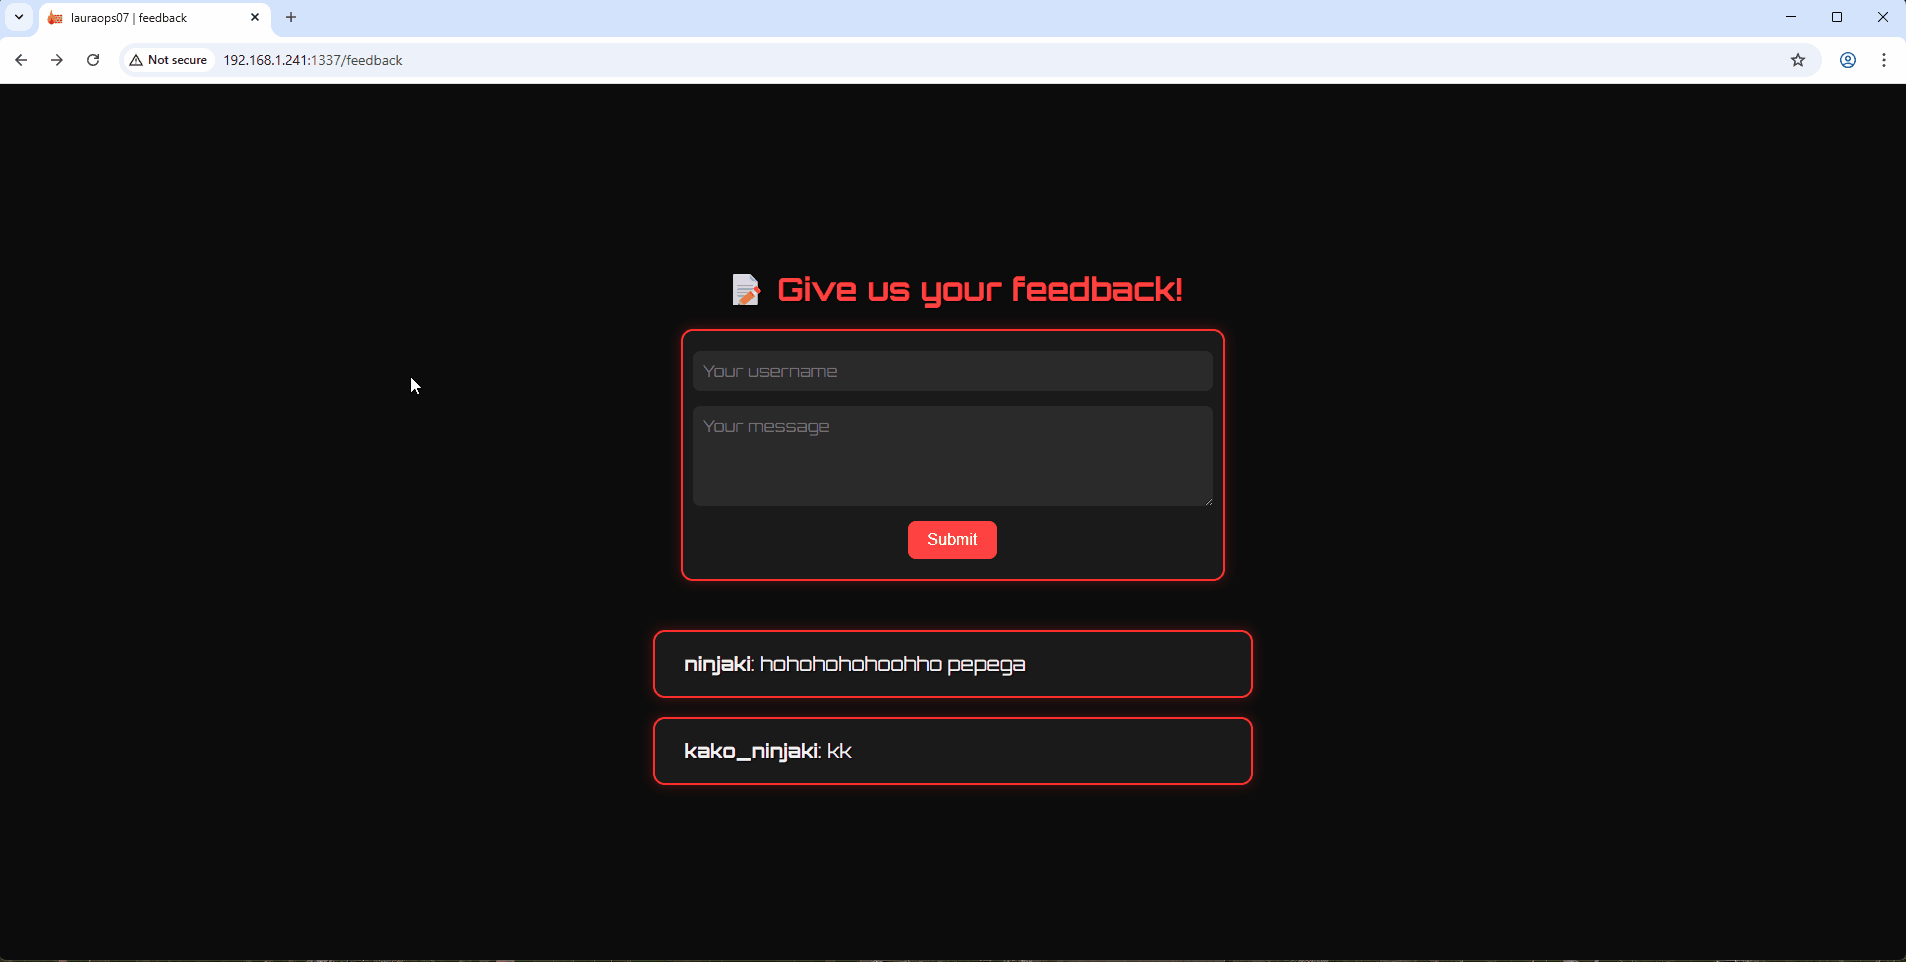 lauraops07 | feedback
Not secure
192.168.1.241:1337/feedback
Give us your feedback!
Your username
Your message
Submit
ninjaki: hohohohohoohho pepega
kako_ninjaki: kk